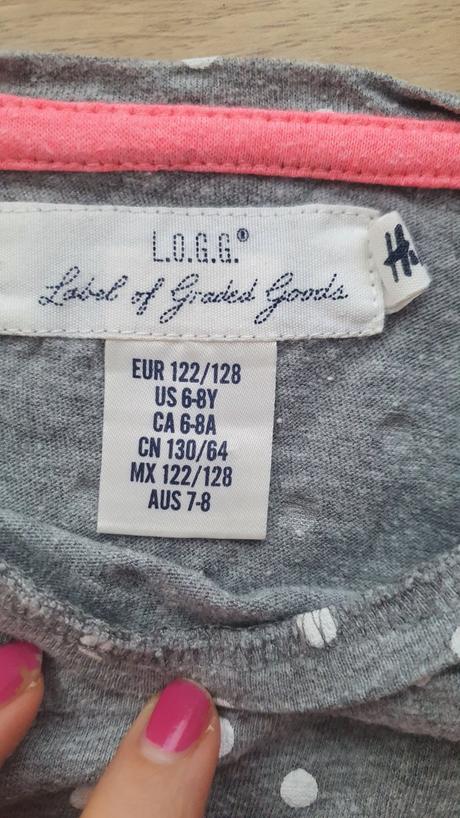 L.O.G.G.®
Label of Graded Goods
H.
EUR 122/128
US 6-8Y
CA 6-8A
CN 130/64
MX 122/128
AUS 7-8